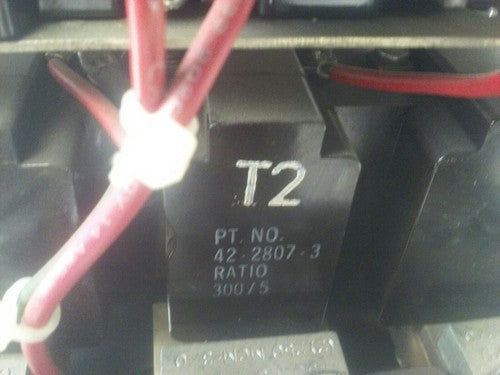 T2
PT. NO.
42-2807-3
RATIO
300/5